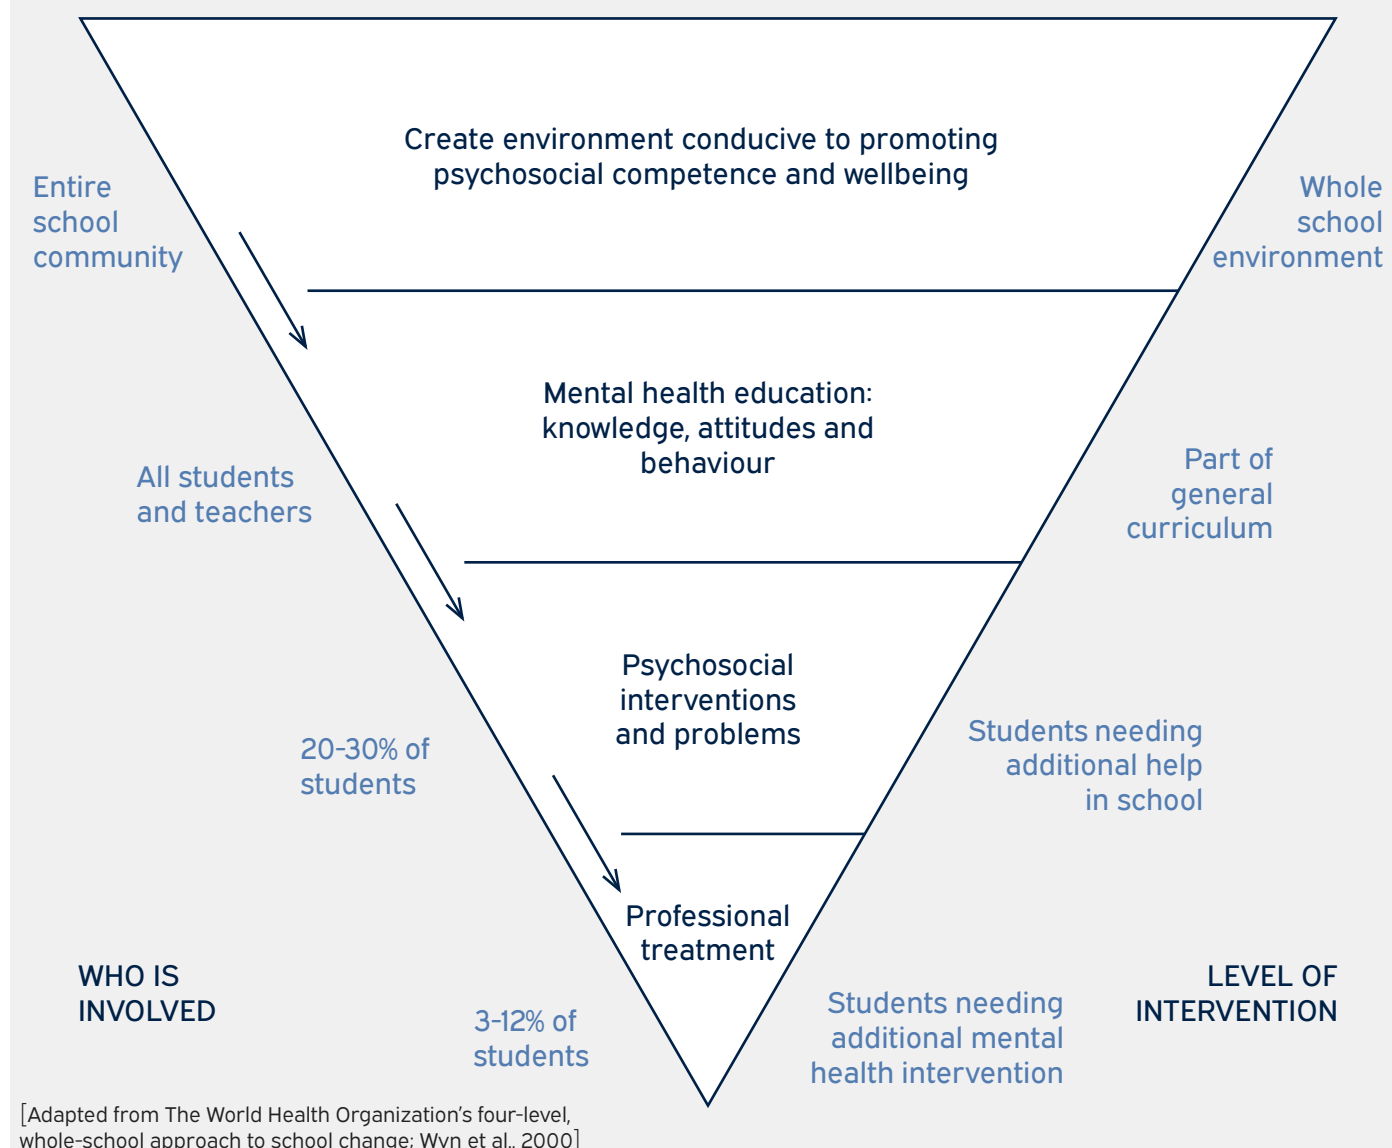 Create environment conducive to promoting
psychosocial competence and wellbeing
Entire
school
community
Whole
school
environment
Mental health education:
knowledge, attitudes and
behaviour
All students
and teachers
Part of
general
curriculum
Psychosocial
interventions
and problems
20-30% of
students
Students needing
additional help
in school
Professional
treatment
WHO IS
INVOLVED
3-12% of
students
Students needing
additional mental
health intervention
LEVEL OF
INTERVENTION
[Adapted from The World Health Organization’s four-level,
whole-school approach to school change; Wyn et al., 2000]